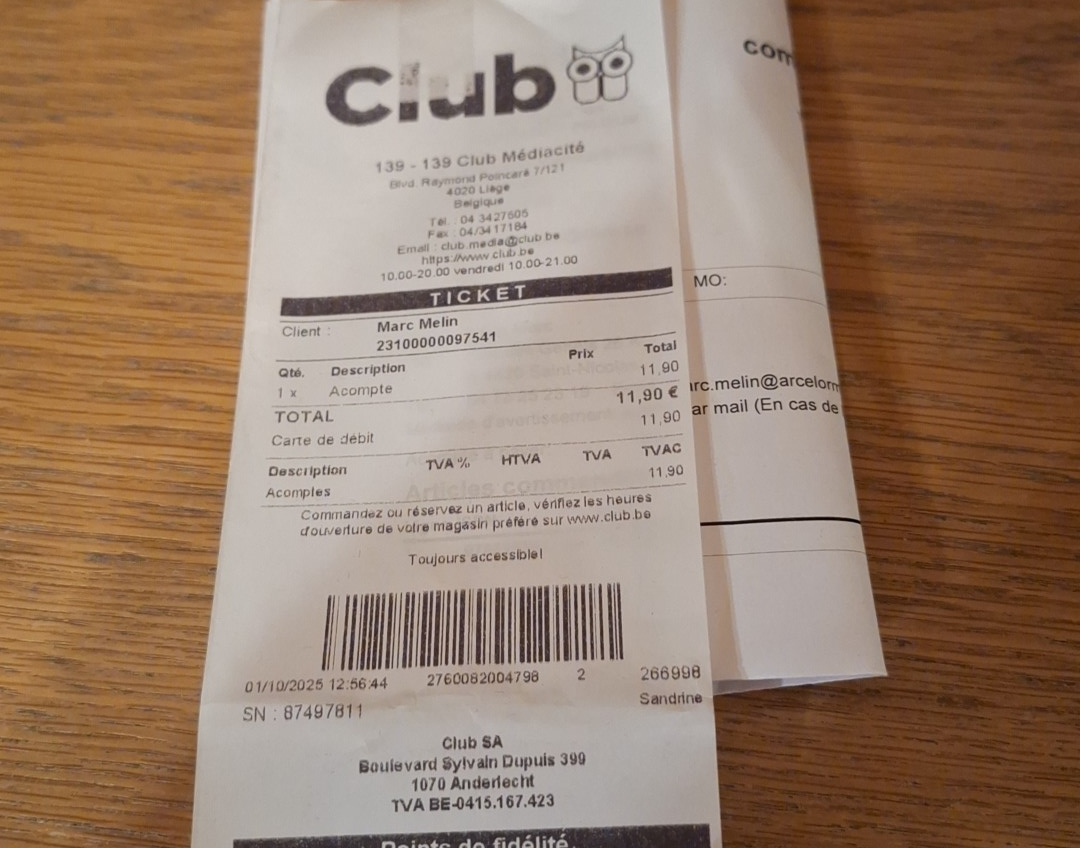 Club
139 - 139 Club Médiacité
Blvd. Raymond Poincaré 7/121
4020 Liège
Belgique
Tél. : 04 3427605
Fax : 04/3417184
Email : club.media@club.be
https://www.club.be
10.00-20.00 vendredi 10.00-21.00
TICKET
Client : Marc Melin
23100000097541
Qté. Description Prix Total
1 x Acompte 11,90
TOTAL 11,90 €
Carte de débit 11,90
Description TVA % HTVA TVA TVAC
Acomptes 11,90
Commandez ou réservez un article, vérifiez les heures
d'ouverture de votre magasin préféré sur www.club.be
Toujours accessible!
01/10/2025 12:56:44 2760082004798 2 266998
SN : 87497811 Sandrine
Club SA
Boulevard Sylvain Dupuis 399
1070 Anderlecht
TVA BE-0415.167.423
Points de fidélité
com
MO:
rc.melin@arcelorm
ar mail (En cas de